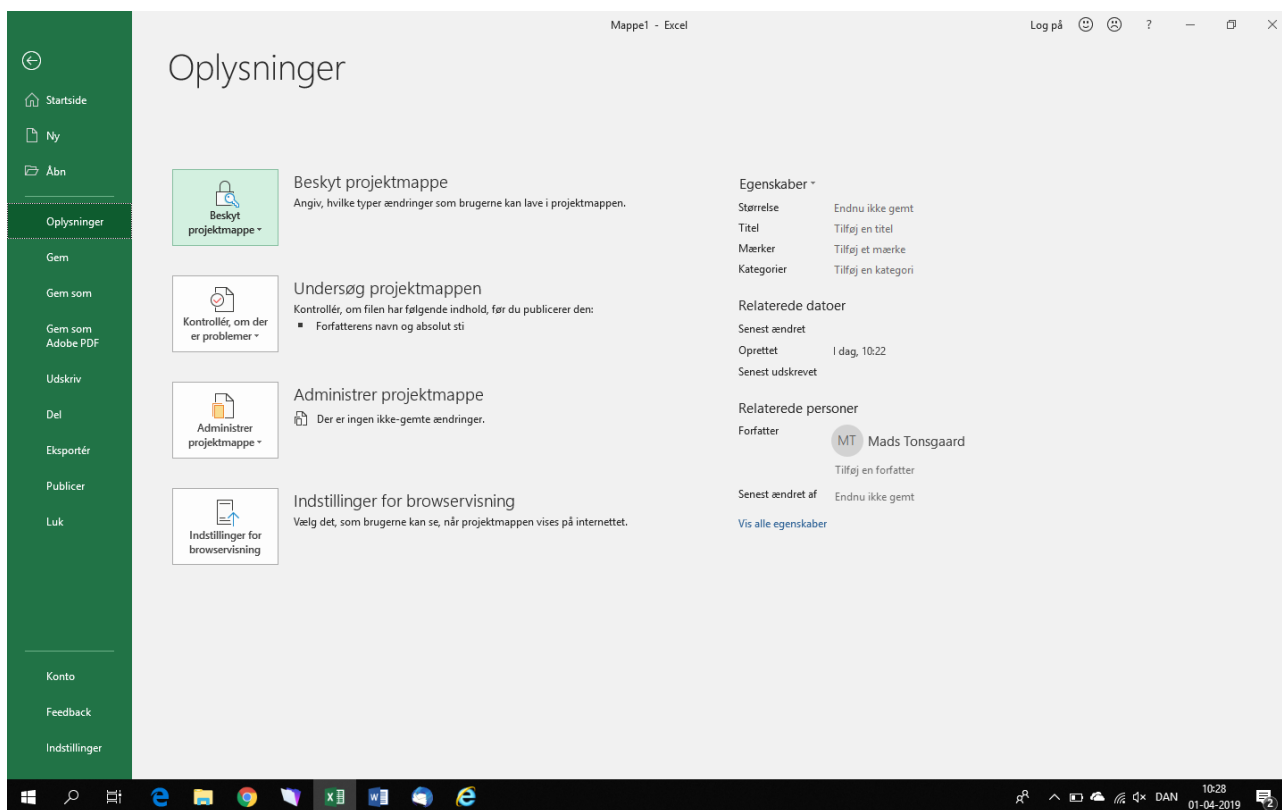 Mappe1 - Excel
Log på
?
Oplysninger
Startside
Ny
Åbn
Oplysninger
Gem
Gem som
Gem som
Adobe PDF
Udskriv
Del
Eksportér
Publicer
Luk
Konto
Feedback
Indstillinger
Beskyt
projektmappe
Beskyt projektmappe
Angiv, hvilke typer ændringer som brugerne kan lave i projektmappen.
Kontrollér, om der
er problemer
Undersøg projektmappen
Kontrollér, om filen har følgende indhold, før du publicerer den:
▪ Forfatterens navn og absolut sti
Administrer
projektmappe
Administrer projektmappe
Der er ingen ikke-gemte ændringer.
Indstillinger for
browservisning
Indstillinger for browservisning
Vælg det, som brugerne kan se, når projektmappen vises på internettet.
Egenskaber
Størrelse Endnu ikke gemt
Titel Tilføj en titel
Mærker Tilføj et mærke
Kategorier Tilføj en kategori
Relaterede datoer
Senest ændret
Oprettet I dag, 10:22
Senest udskrevet
Relaterede personer
Forfatter
MT Mads Tonsgaard
Tilføj en forfatter
Senest ændret af Endnu ikke gemt
Vis alle egenskaber
DAN
10:28
01-04-2019
2